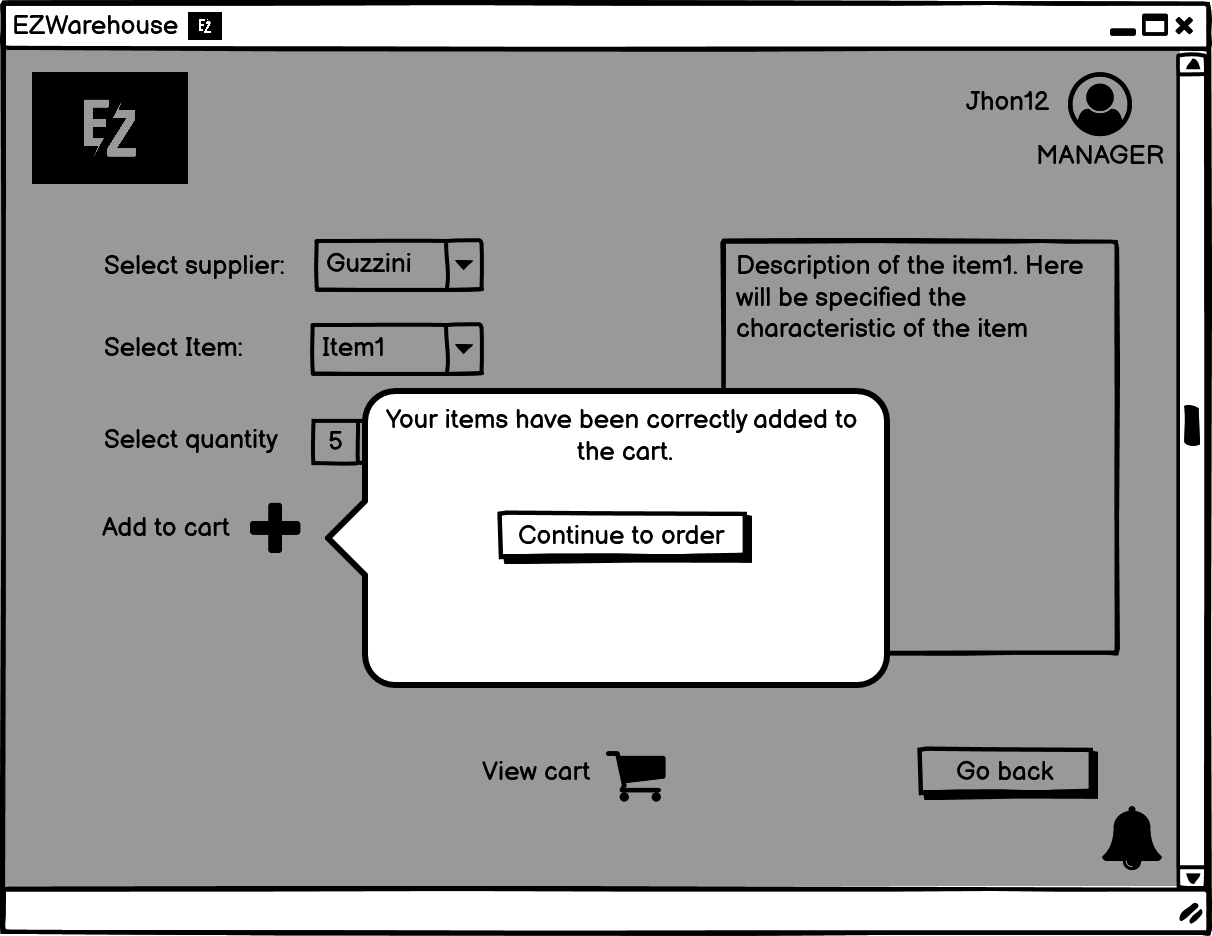 EZWarehouse EZ
EZ
Jhon12
MANAGER
Select supplier: Guzzini
Select Item: Item1
Select quantity 5
Add to cart
Description of the item1. Here
will be specified the
characteristic of the item
Your items have been correctly added to
the cart.
Continue to order
View cart
Go back